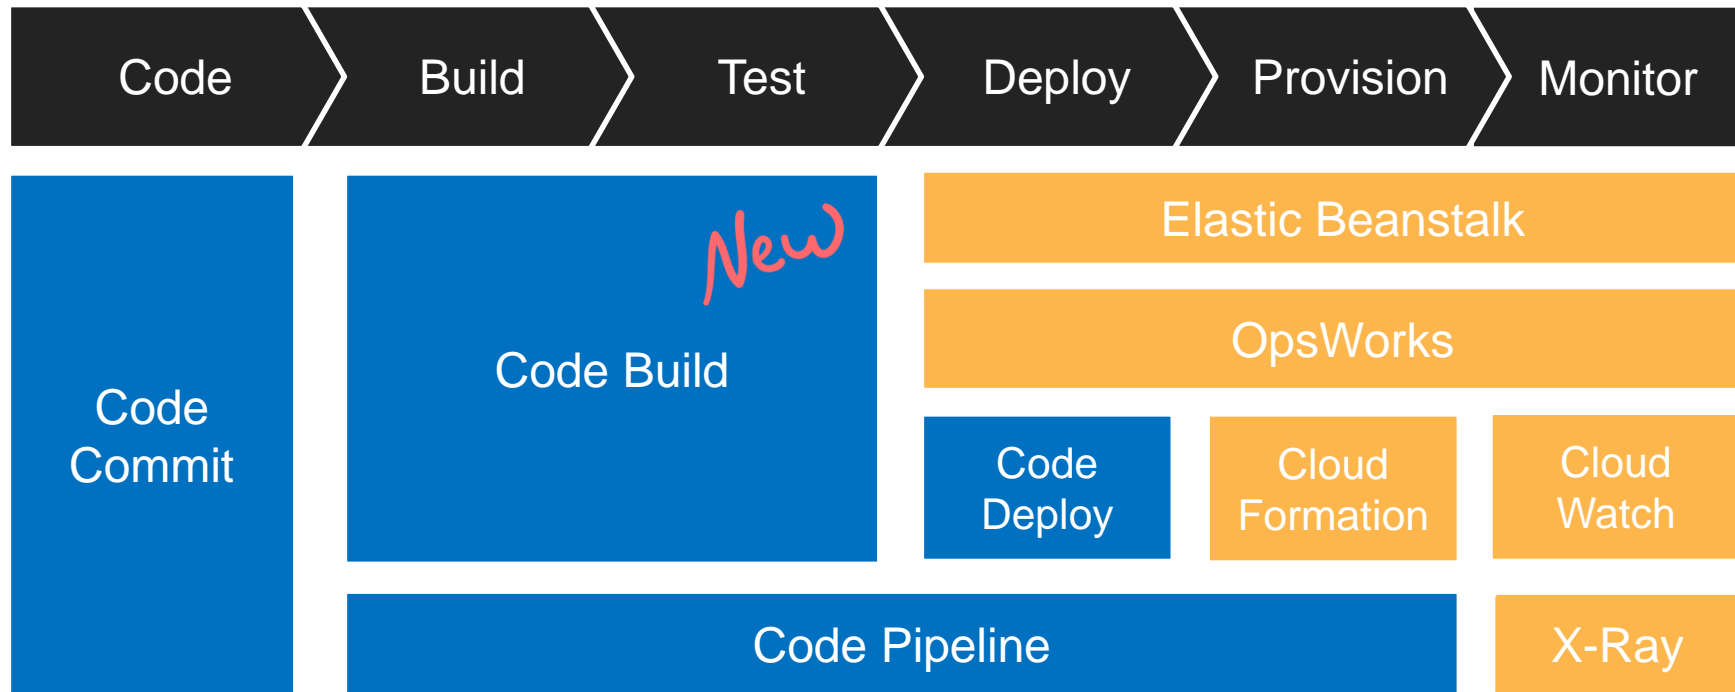 Code
Build
Test
Deploy
Provision
Monitor
Code
Commit
New
Code Build
Elastic Beanstalk
OpsWorks
Code
Deploy
Cloud
Formation
Cloud
Watch
Code Pipeline
X-Ray